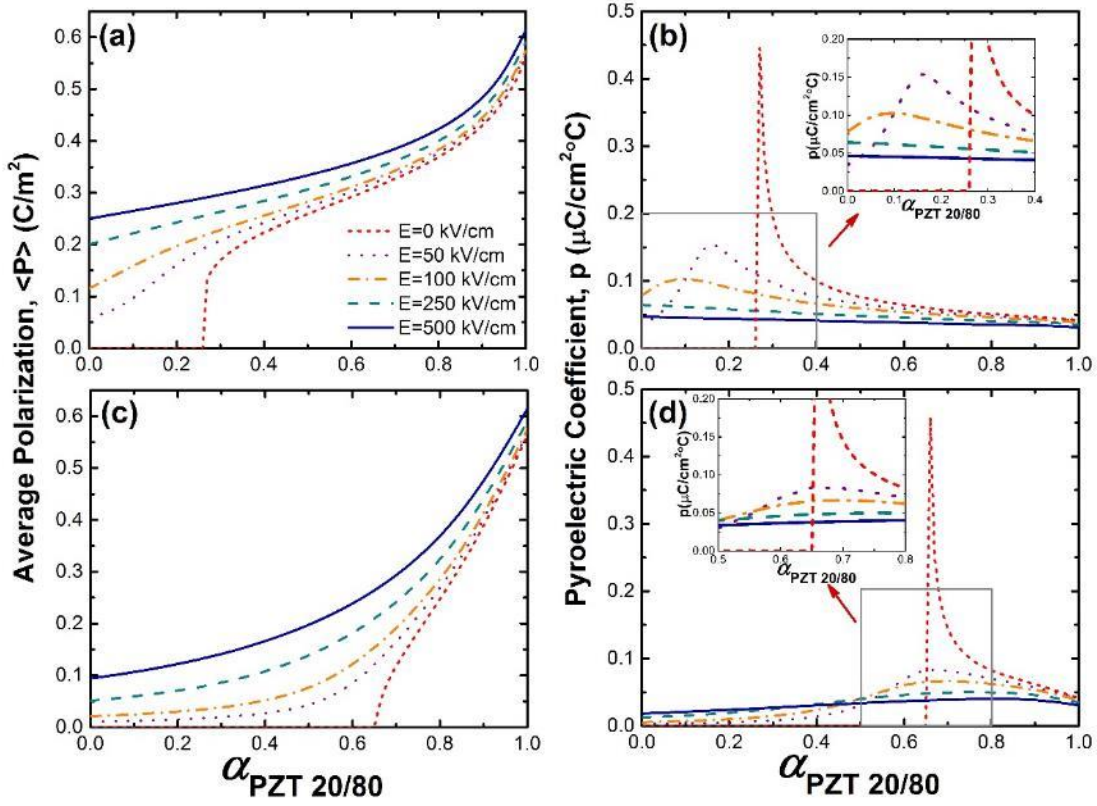 (a)
0.6
0.5
0.4
0.3
0.2
0.1
0.0
0.0 0.2 0.4 0.6 0.8 1.0
E=0 kV/cm
E=50 kV/cm
E=100 kV/cm
E=250 kV/cm
E=500 kV/cm
Average Polarization, <P> (C/m²)
(b)
0.5
0.4
0.3
0.2
0.1
0.0
0.0 0.2 0.4 0.6 0.8 1.0
0.20
0.15
0.10
0.05
0.00
0.0 0.1 0.2 0.3 0.4
p(μC/cm²°C)
α PZT 20/80
Pyroelectric Coefficient, p (μC/cm²°C)
(c)
0.6
0.5
0.4
0.3
0.2
0.1
0.0
0.0 0.2 0.4 0.6 0.8 1.0
α PZT 20/80
(d)
0.5
0.4
0.3
0.2
0.1
0.0
0.0 0.2 0.4 0.6 0.8 1.0
0.20
0.15
0.10
0.05
0.00
0.5 0.6 0.7 0.8
p(μC/cm²°C)
α PZT 20/80
α PZT 20/80